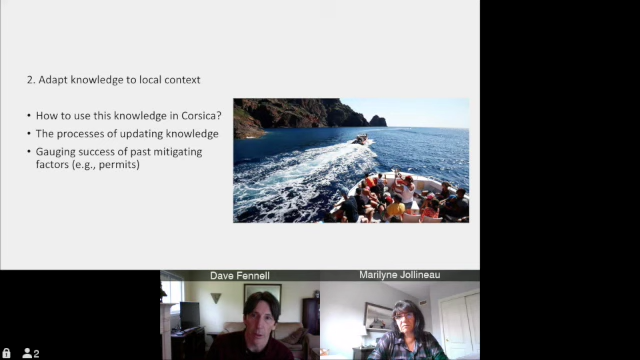 2. Adapt knowledge to local context
• How to use this knowledge in Corsica?
• The processes of updating knowledge
• Gauging success of past mitigating
factors (e.g., permits)
Dave Fennell
Marilyne Jollineau
2